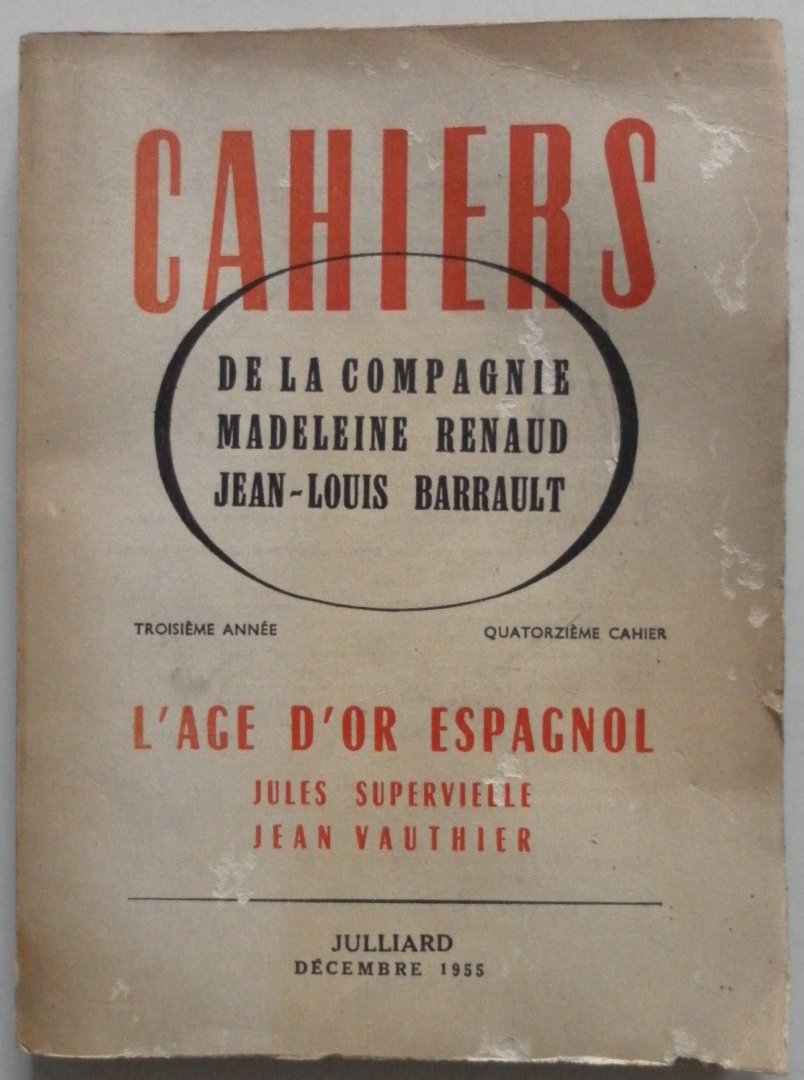 CAHIERS
DE LA COMPAGNIE
MADELEINE RENAUD
JEAN-LOUIS BARRAULT
TROISIÈME ANNÉE
QUATORZIÈME CAHIER
L'AGE D'OR ESPAGNOL
JULES SUPERVIELLE
JEAN VAUTHIER
JULLIARD
DÉCEMBRE 1955